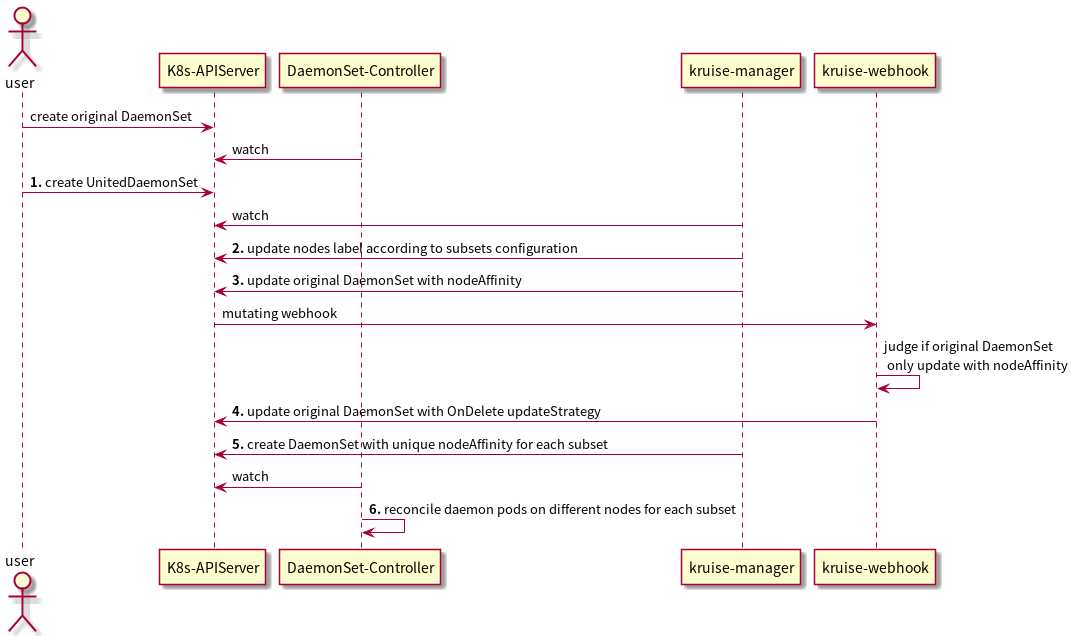 user
K8s-APIServer
DaemonSet-Controller
kruise-manager
kruise-webhook
create original DaemonSet
watch
1. create UnitedDaemonSet
watch
2. update nodes label according to subsets configuration
3. update original DaemonSet with nodeAffinity
mutating webhook
judge if original DaemonSet
only update with nodeAffinity
4. update original DaemonSet with OnDelete updateStrategy
5. create DaemonSet with unique nodeAffinity for each subset
watch
6. reconcile daemon pods on different nodes for each subset
user
K8s-APIServer
DaemonSet-Controller
kruise-manager
kruise-webhook